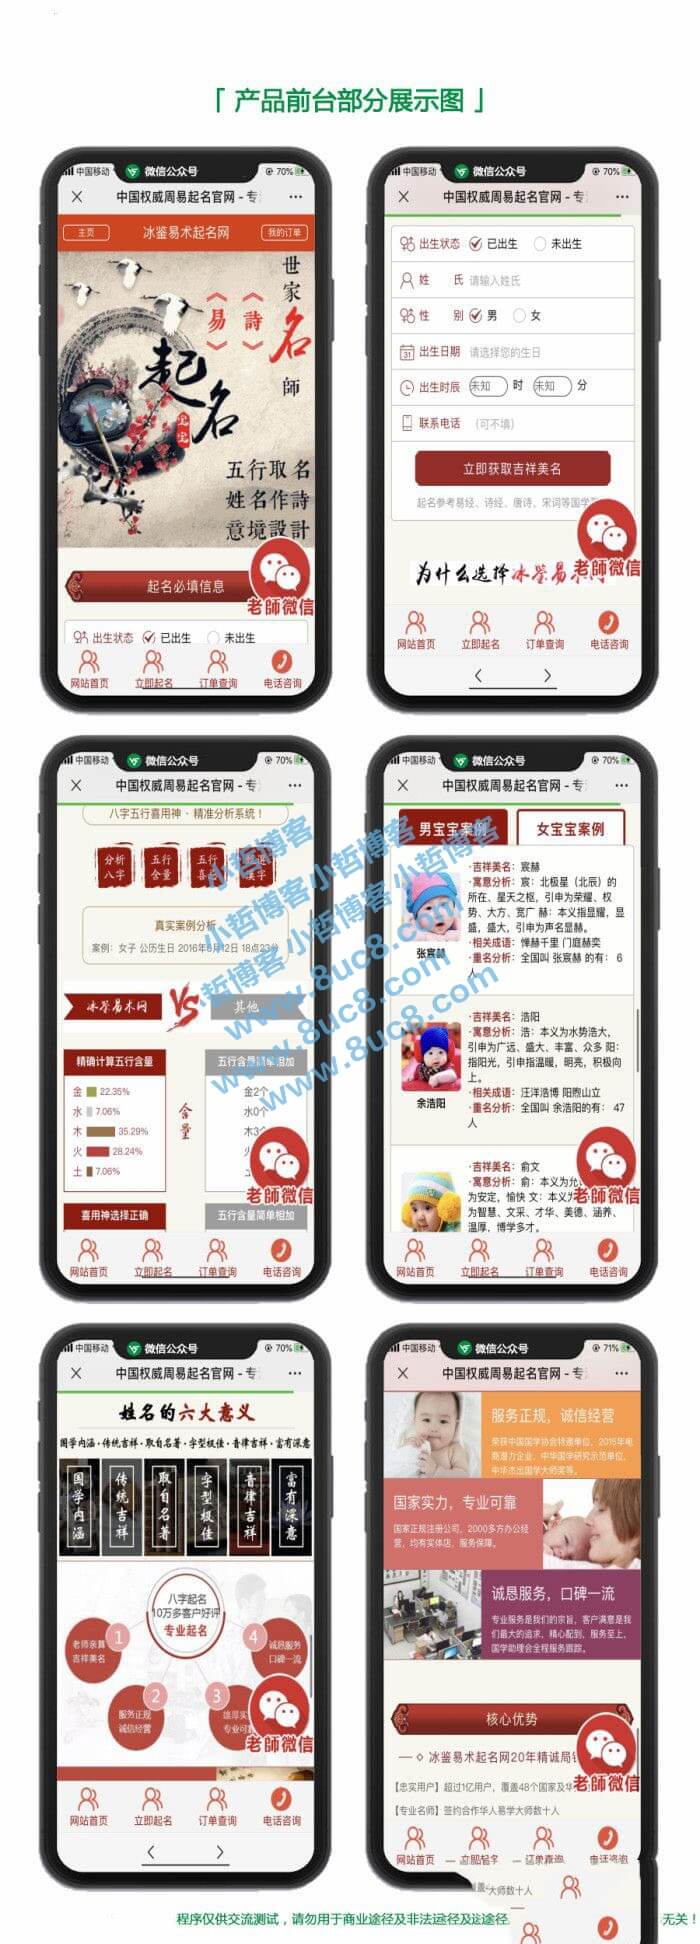 「 产品前台部分展示图 」
中国移动 微信公众号 70%
中国权威周易起名官网 - 专
主页 冰鉴易术起名网 我的订单
世家名師
《詩》
《易》
起名
宝宝
五行取名
姓名作詩
意境設計
起名必填信息
老師微信
出生状态 已出生 未出生
网站首页 立即起名 订单查询 电话咨询
中国移动 微信公众号 70%
中国权威周易起名官网 - 专
出生状态 已出生 未出生
姓 氏 请输入姓氏
性 别 男 女
出生日期 请选择您的生日
出生时辰 未知 时 未知 分
联系电话 （可不填）
立即获取吉祥美名
起名参考易经、诗经、唐诗、宋词等国学
为什么选择冰鉴易术
老師微信
网站首页 立即起名 订单查询 电话咨询
中国移动 微信公众号 70%
中国权威周易起名官网 - 专
八字五行喜用神 · 精准分析系统！
分析八字 五行含量 五行喜
汉字
真实案例分析
案例：女子 公历生日 2016年6月12日 18点23分
冰鉴易术网 VS 其他
精确计算五行含量 五行含量简单相加
金 22.35% 金2个
水 7.06% 水0个
木 35.29% 木3个
火 28.24%
土 7.06%
含量
老師微信
喜用神选择正确 五行含量简单相加
网站首页 立即起名 订单查询 电话咨询
中国移动 微信公众号 70%
中国权威周易起名官网 - 专
男宝宝案例 女宝宝案例
·吉祥美名：宸赫
·寓意分析：宸：北极星（北辰）的
所在、星天之枢，引申为荣耀、权
势、大方、宽广 赫：本义指显耀，显
盛，盛大，引申为声名显赫。
·相关成语：惮赫千里 门庭赫奕
·重名分析：全国叫 张宸赫 的有： 6
人
张宸赫
·吉祥美名：浩阳
·寓意分析：浩：本义为水势浩大，
引申为广远、盛大、丰富、众多 阳：
指阳光，引申指温暖，明亮，积极向
上。
·相关成语：汪洋浩博 阳煦山立
·重名分析：全国叫 余浩阳的有： 47
人
余浩阳
·吉祥美名：俞文
·寓意分析：俞：本义为允
为安定，愉快 文：本义为
为智慧、文采、才华、美德、涵养、
温厚，博学多才。
老師微信
网站首页 立即起名 订单查询 电话咨询
小哲博客小哲博客
小哲博客小哲博客
www.8uc8.com
www.8uc8.com
中国移动 微信公众号 70%
中国权威周易起名官网 - 专
姓名的六大意义
国学内涵·传统吉祥·取自名著·字型极佳·音律吉祥·富有深意
国学内涵 传统吉祥 取自名著 字型极佳 音律吉祥 富有深意
八字起名
10万多客户好评
专业起名
老师亲算
吉祥美名
1
服务正规
诚信经营
2
雄厚实
专业可靠
3
诚恳服务
口碑一流
4
老師微信
网站首页 立即起名 订单查询 电话咨询
中国移动 微信公众号 71%
中国权威周易起名官网 - 专
服务正规，诚信经营
荣获中国国学协会特邀单位，2015年电
商潜力企业，中华国学研究示范单位，
中华杰出国学大师奖等。
国家实力，专业可靠
国家正规注册公司，2000多方办公经
营，均有实体店，服务保障。
诚恳服务，口碑一流
专业服务是我们的宗旨，客户满意是我
们最大的追求，精心配到，服务至上，
国学助理会全程服务跟踪。
核心优势
冰鉴易术起名网20年精诚局
【忠实用户】超过1亿用户，覆盖48个国家及
【专业名师】签约合作华人易学大师数十人
老師微信
网站首页 立即起名 订单查询 电话咨询
大师数十人
程序仅供交流测试，请勿用于商业途径及非法途径
无关！